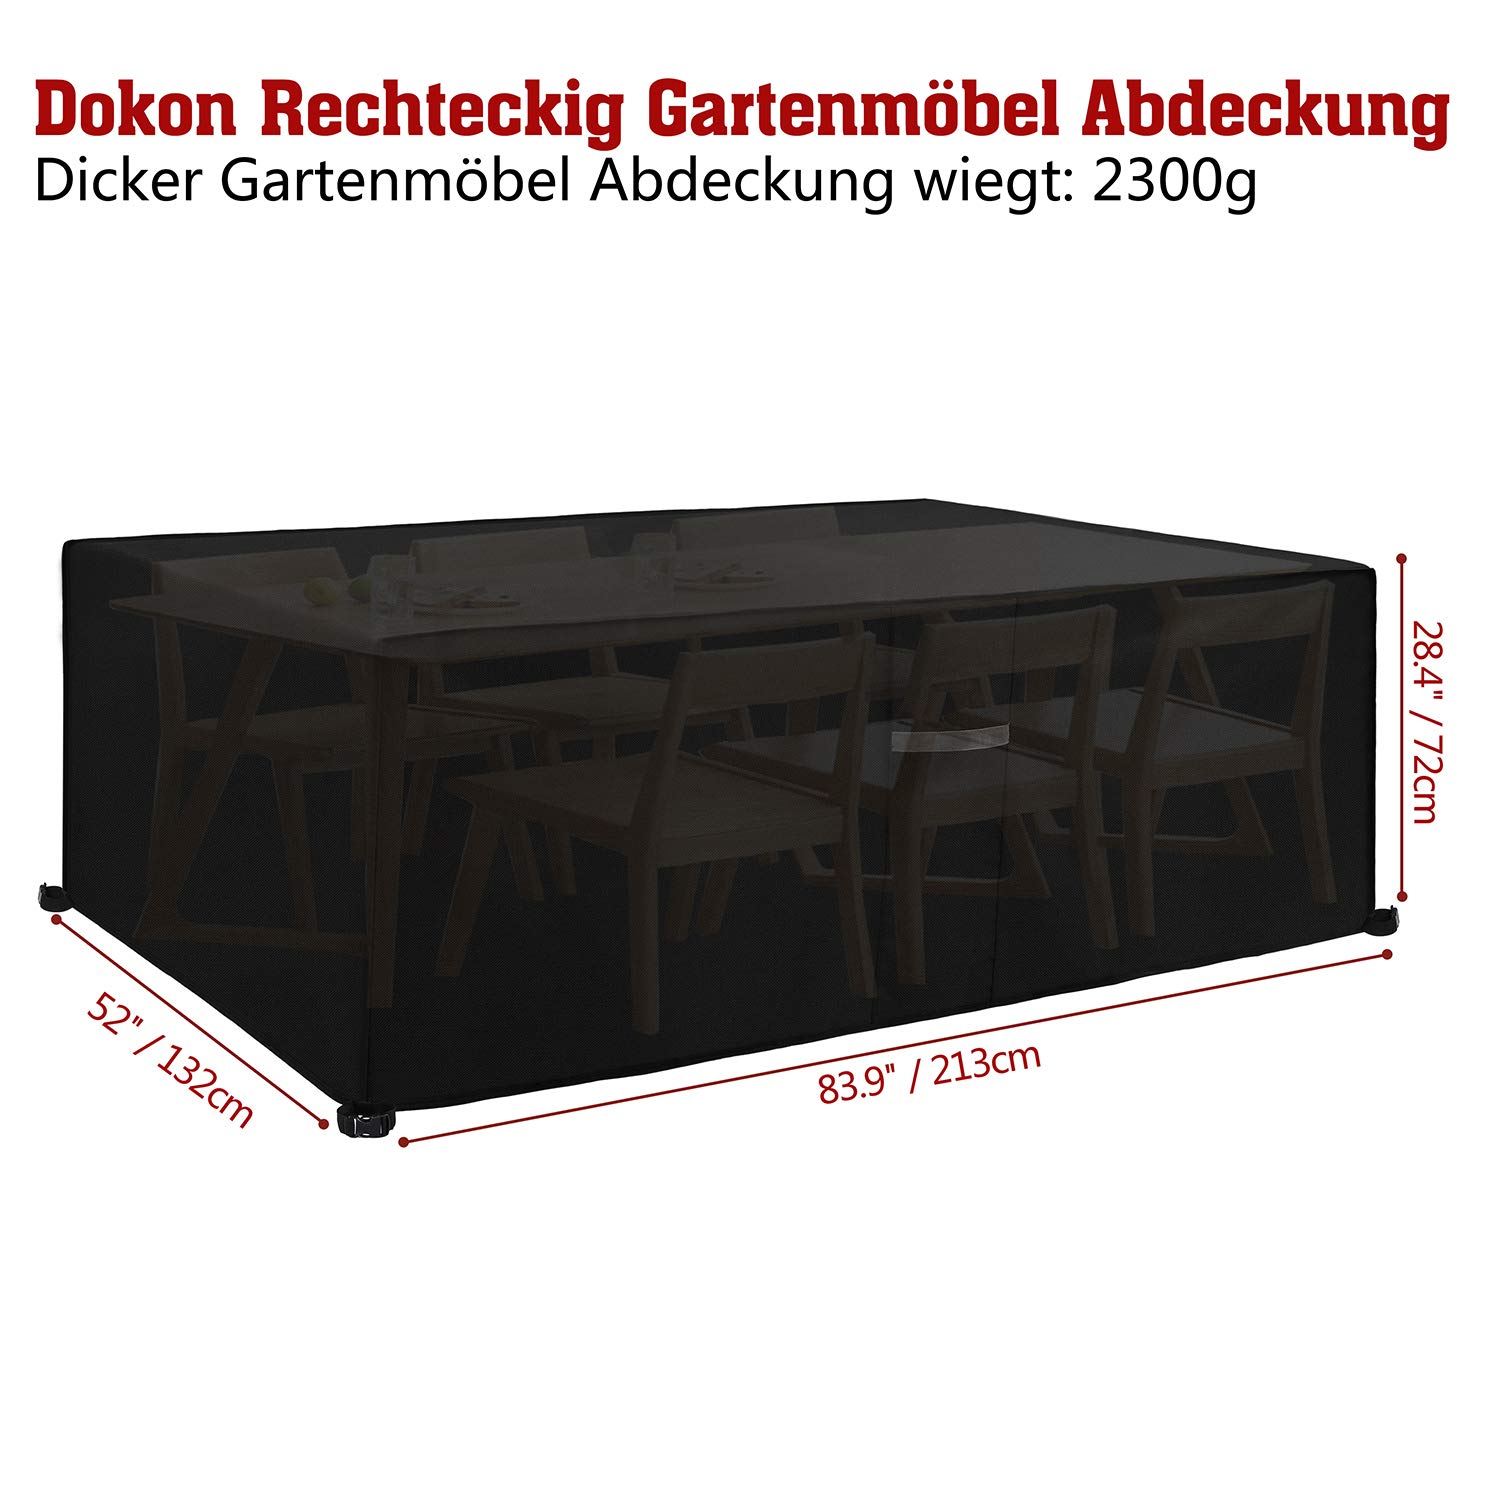 Dokon Rechteckig Gartenmöbel Abdeckung
Dicker Gartenmöbel Abdeckung wiegt: 2300g
28.4" / 72cm
52" / 132cm
83.9" / 213cm